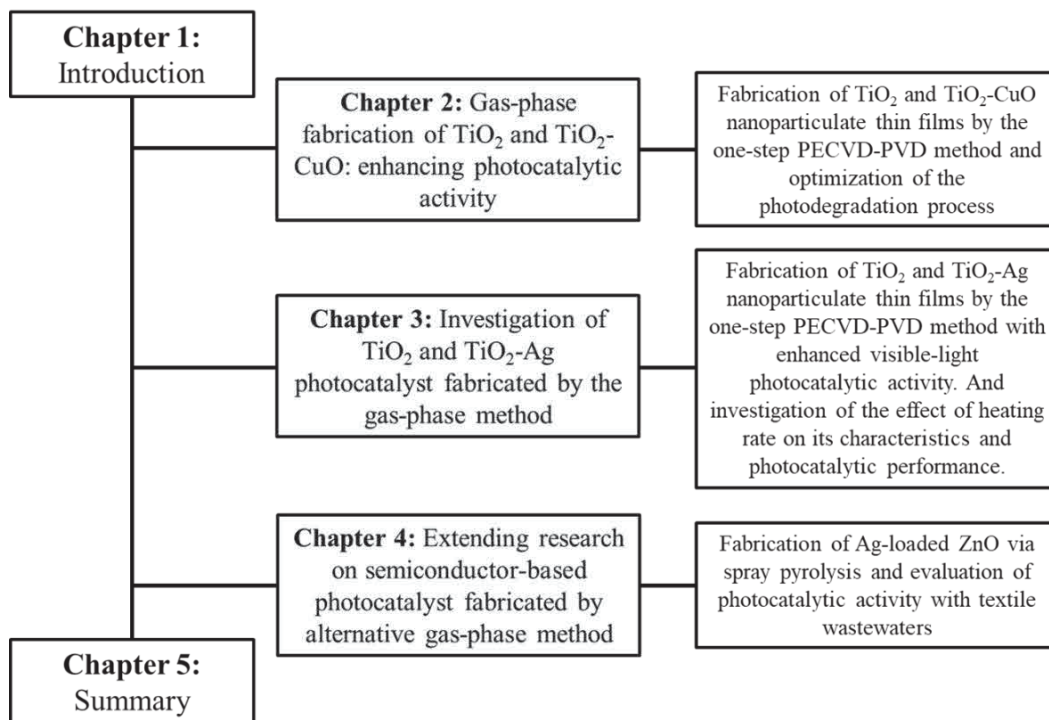 Chapter 1:
Introduction
Chapter 2: Gas-phase
fabrication of TiO₂ and TiO₂-
CuO: enhancing photocatalytic
activity
Fabrication of TiO₂ and TiO₂-CuO
nanoparticulate thin films by the
one-step PECVD-PVD method and
optimization of the
photodegradation process
Chapter 3: Investigation of
TiO₂ and TiO₂-Ag
photocatalyst fabricated by the
gas-phase method
Fabrication of TiO₂ and TiO₂-Ag
nanoparticulate thin films by the
one-step PECVD-PVD method with
enhanced visible-light
photocatalytic activity. And
investigation of the effect of heating
rate on its characteristics and
photocatalytic performance.
Chapter 4: Extending research
on semiconductor-based
photocatalyst fabricated by
alternative gas-phase method
Fabrication of Ag-loaded ZnO via
spray pyrolysis and evaluation of
photocatalytic activity with textile
wastewaters
Chapter 5:
Summary